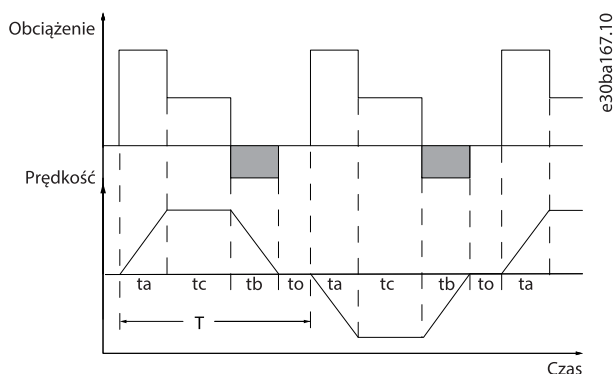 Obciążenie
e30ba167.10
Prędkość
ta tc tb to ta tc tb to ta
T
Czas